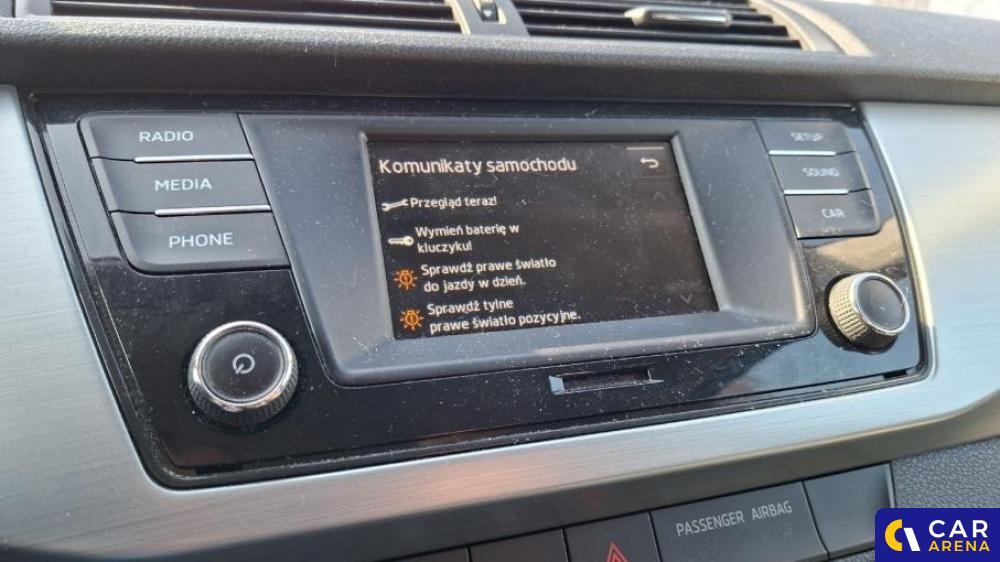 RADIO
MEDIA
PHONE
Komunikaty samochodu
Przegląd teraz!
Wymień baterię w
kluczyku!
Sprawdź prawe światło
do jazdy w dzień.
Sprawdź tylne
prawe światło pozycyjne.
SETUP
SOUND
CAR
PASSENGER AIRBAG
CAR
ARENA